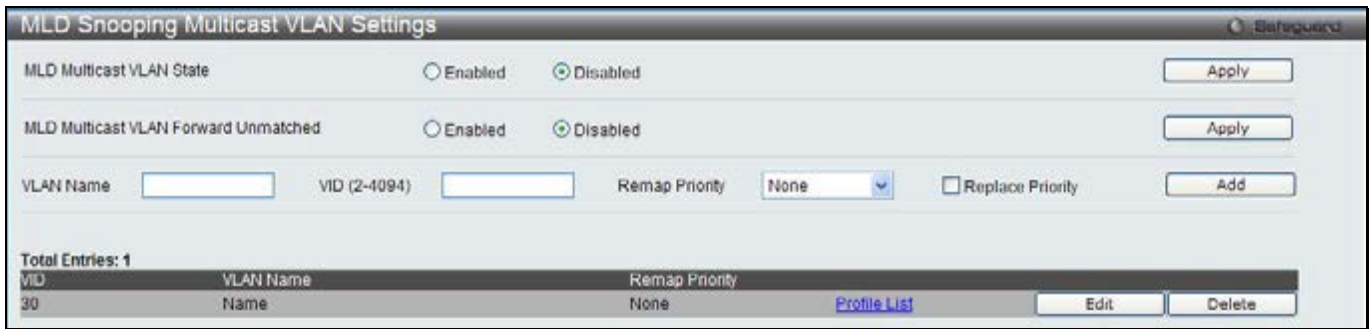 MLD Snooping Multicast VLAN Settings Safeguard
MLD Multicast VLAN State Enabled Disabled Apply
MLD Multicast VLAN Forward Unmatched Enabled Disabled Apply
VLAN Name VID (2-4094) Remap Priority None Replace Priority Add
Total Entries: 1
VID VLAN Name Remap Priority
30 Name None Profile List Edit Delete